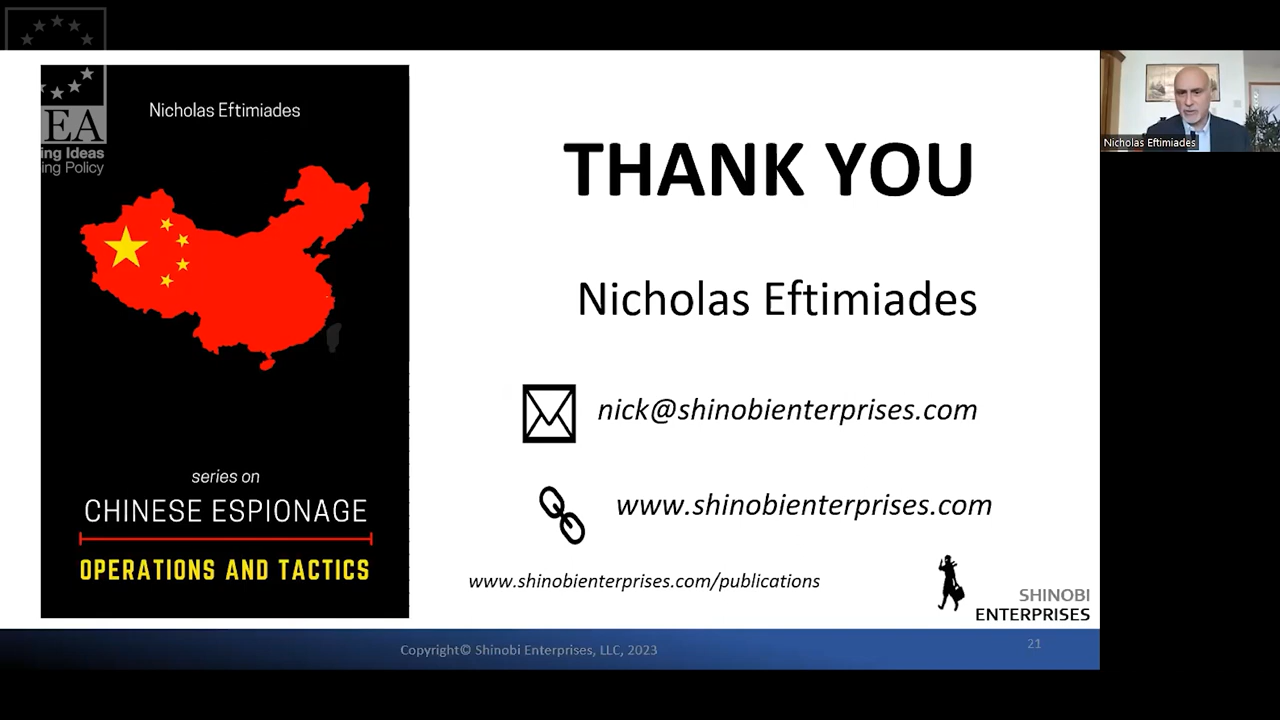 Nicholas Eftimiades
EA
ing Ideas
ing Policy
series on
CHINESE ESPIONAGE
OPERATIONS AND TACTICS
THANK YOU
Nicholas Eftimiades
nick@shinobienterprises.com
www.shinobienterprises.com
www.shinobienterprises.com/publications
SHINOBI
ENTERPRISES
Copyright© Shinobi Enterprises, LLC, 2023
21
Nicholas Eftimiades